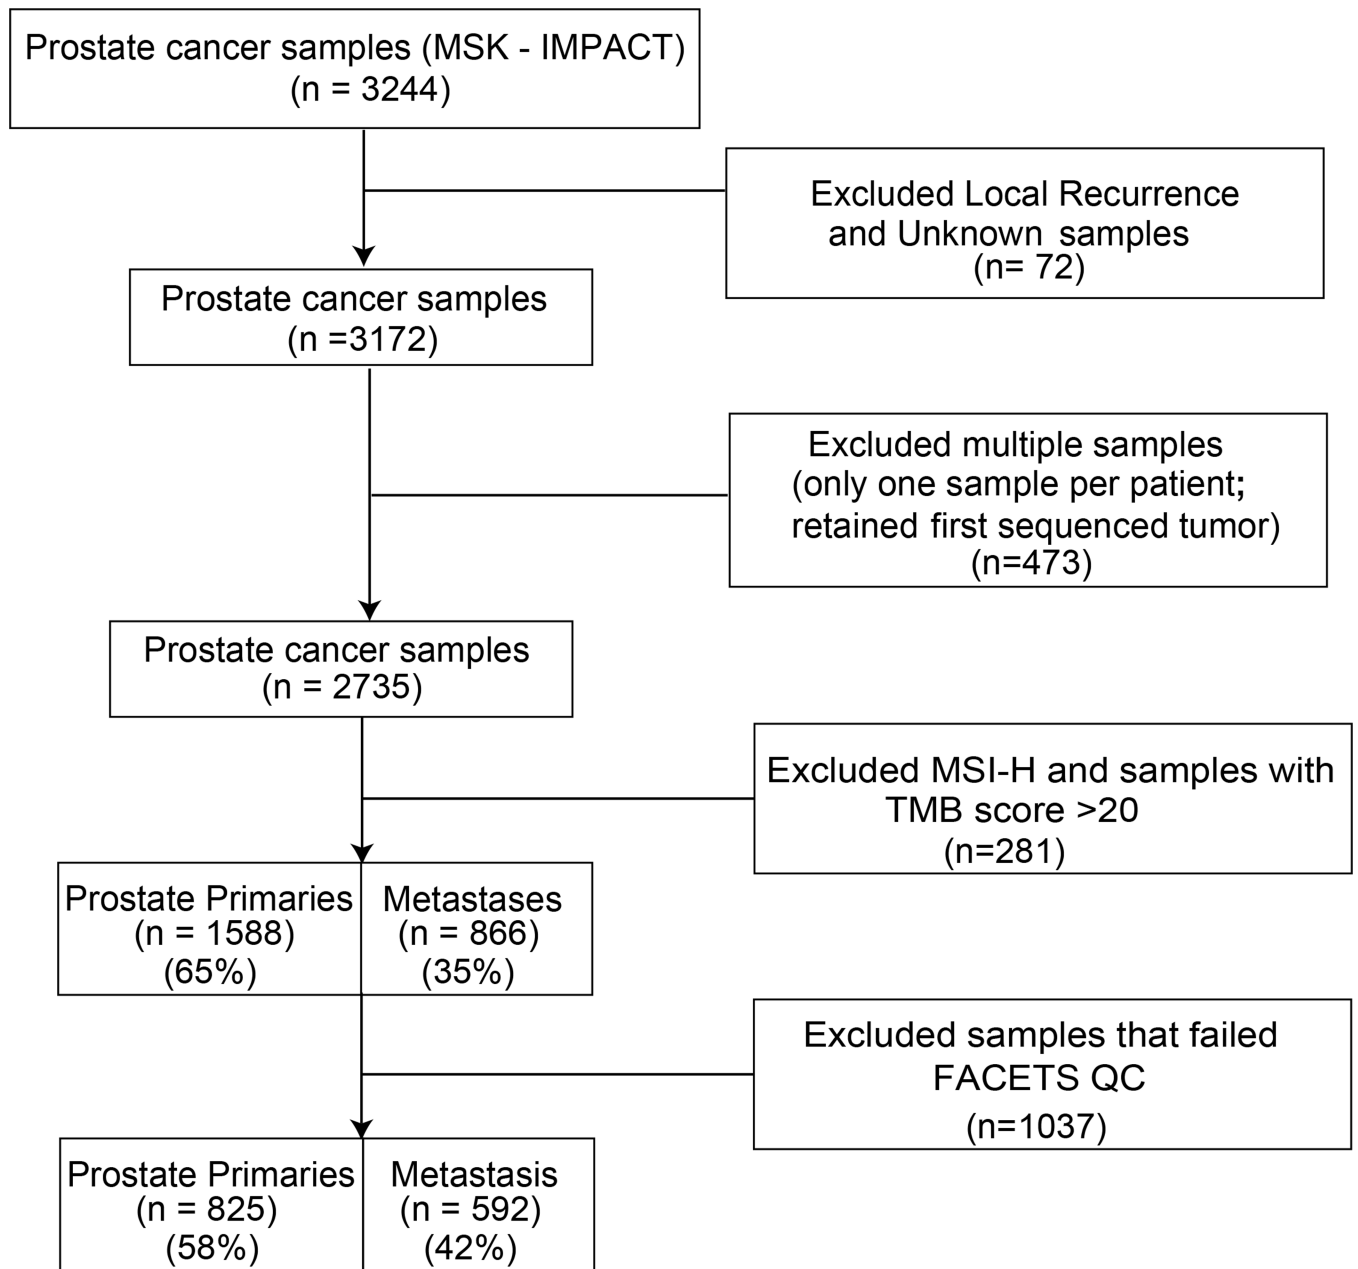 Prostate cancer samples (MSK - IMPACT)
(n = 3244)
Excluded Local Recurrence
and Unknown samples
(n= 72)
Prostate cancer samples
(n =3172)
Excluded multiple samples
(only one sample per patient;
retained first sequenced tumor)
(n=473)
Prostate cancer samples
(n = 2735)
Excluded MSI-H and samples with
TMB score >20
(n=281)
Prostate Primaries
(n = 1588)
(65%)
Metastases
(n = 866)
(35%)
Excluded samples that failed
FACETS QC
(n=1037)
Prostate Primaries
(n = 825)
(58%)
Metastasis
(n = 592)
(42%)